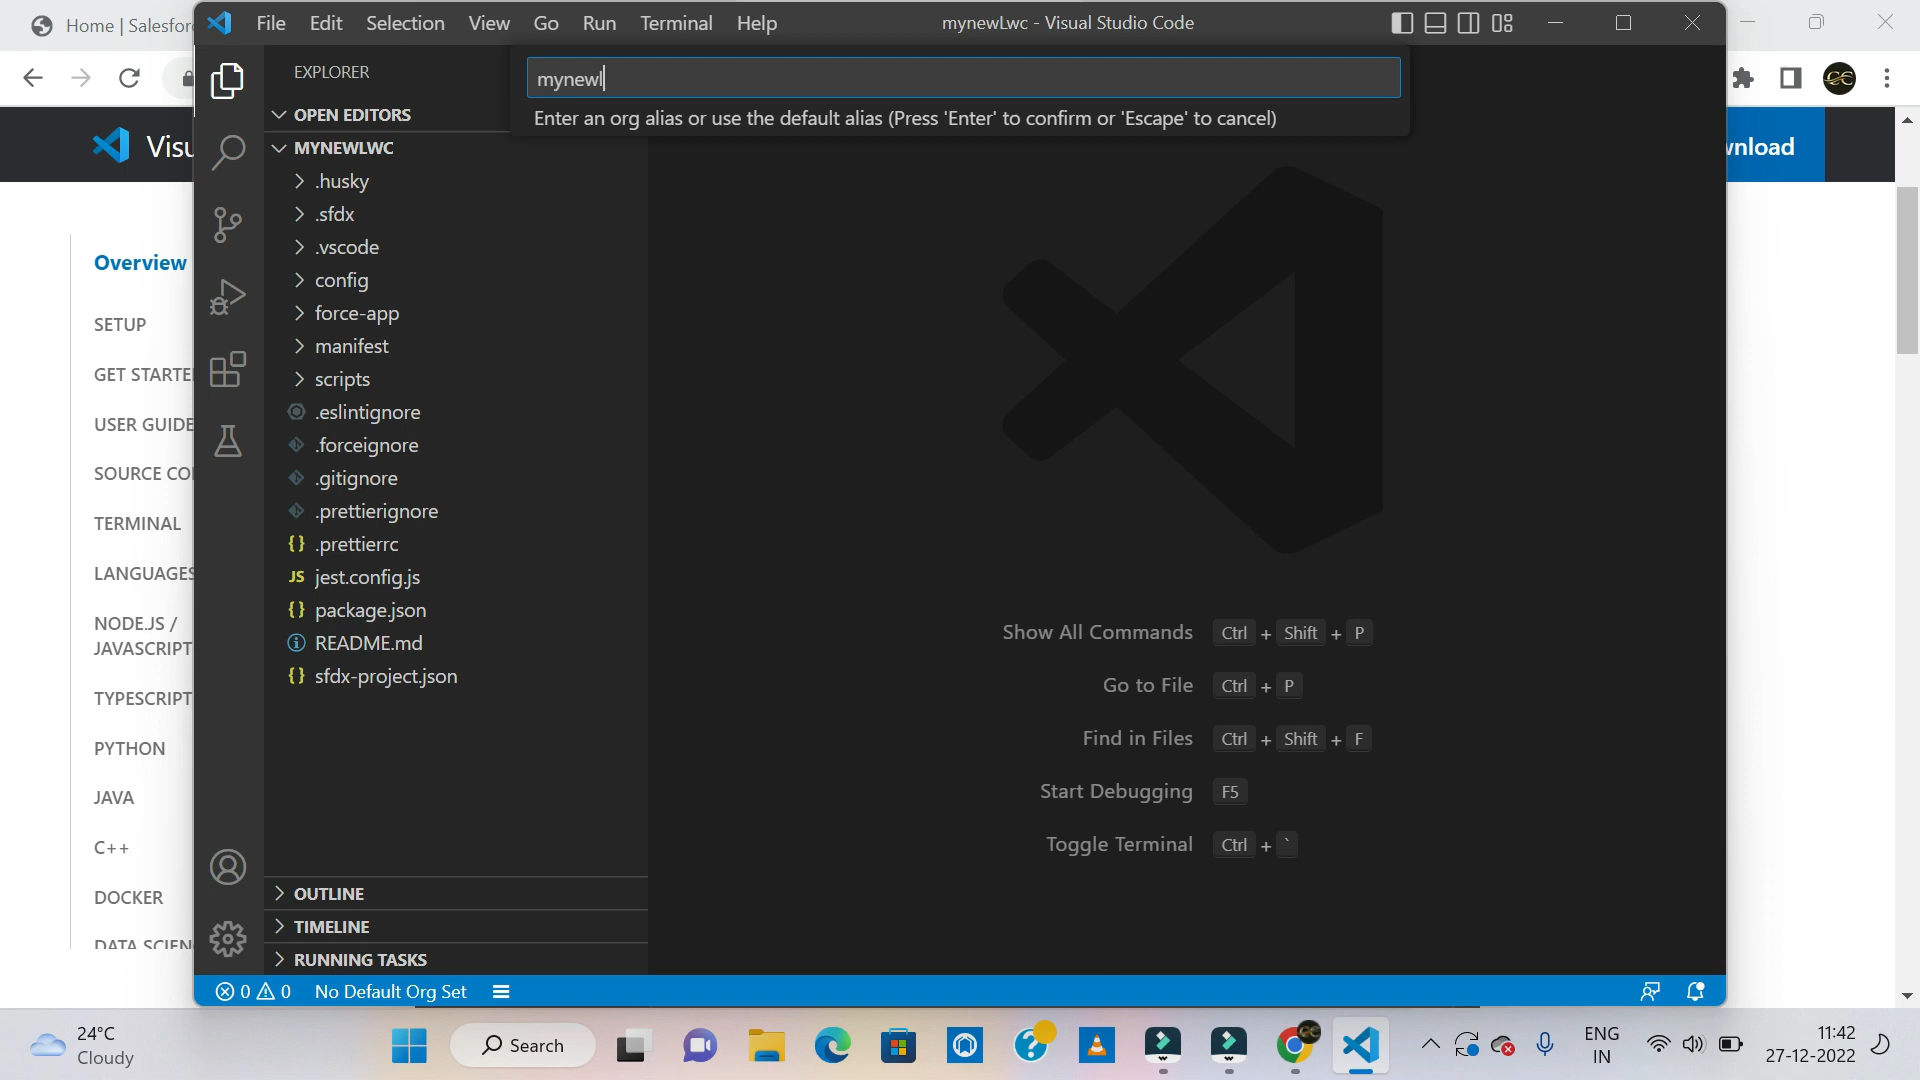 Home | Salesfor
File Edit Selection View Go Run Terminal Help
mynewLwc - Visual Studio Code
EXPLORER
mynewl
Enter an org alias or use the default alias (Press 'Enter' to confirm or 'Escape' to cancel)
OPEN EDITORS
MYNEWLWC
.husky
.sfdx
.vscode
config
force-app
manifest
scripts
.eslintignore
.forceignore
.gitignore
.prettierignore
{} .prettierrc
JS jest.config.js
{} package.json
README.md
{} sfdx-project.json
OUTLINE
TIMELINE
RUNNING TASKS
Show All Commands Ctrl + Shift + P
Go to File Ctrl + P
Find in Files Ctrl + Shift + F
Start Debugging F5
Toggle Terminal Ctrl + `
0 0 No Default Org Set
Visu
wnload
Overview
SETUP
GET STARTE
USER GUIDE
SOURCE CO
TERMINAL
LANGUAGES
NODE.JS /
JAVASCRIPT
TYPESCRIPT
PYTHON
JAVA
C++
DOCKER
DATA SCIEN
24°C
Cloudy
Search
ENG
IN
11:42
27-12-2022